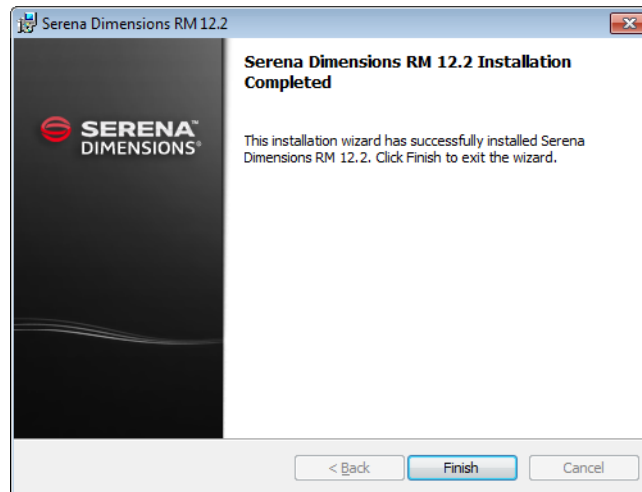 Serena Dimensions RM 12.2
SERENA™
DIMENSIONS®
Serena Dimensions RM 12.2 Installation
Completed
This installation wizard has successfully installed Serena
Dimensions RM 12.2. Click Finish to exit the wizard.
< Back
Finish
Cancel